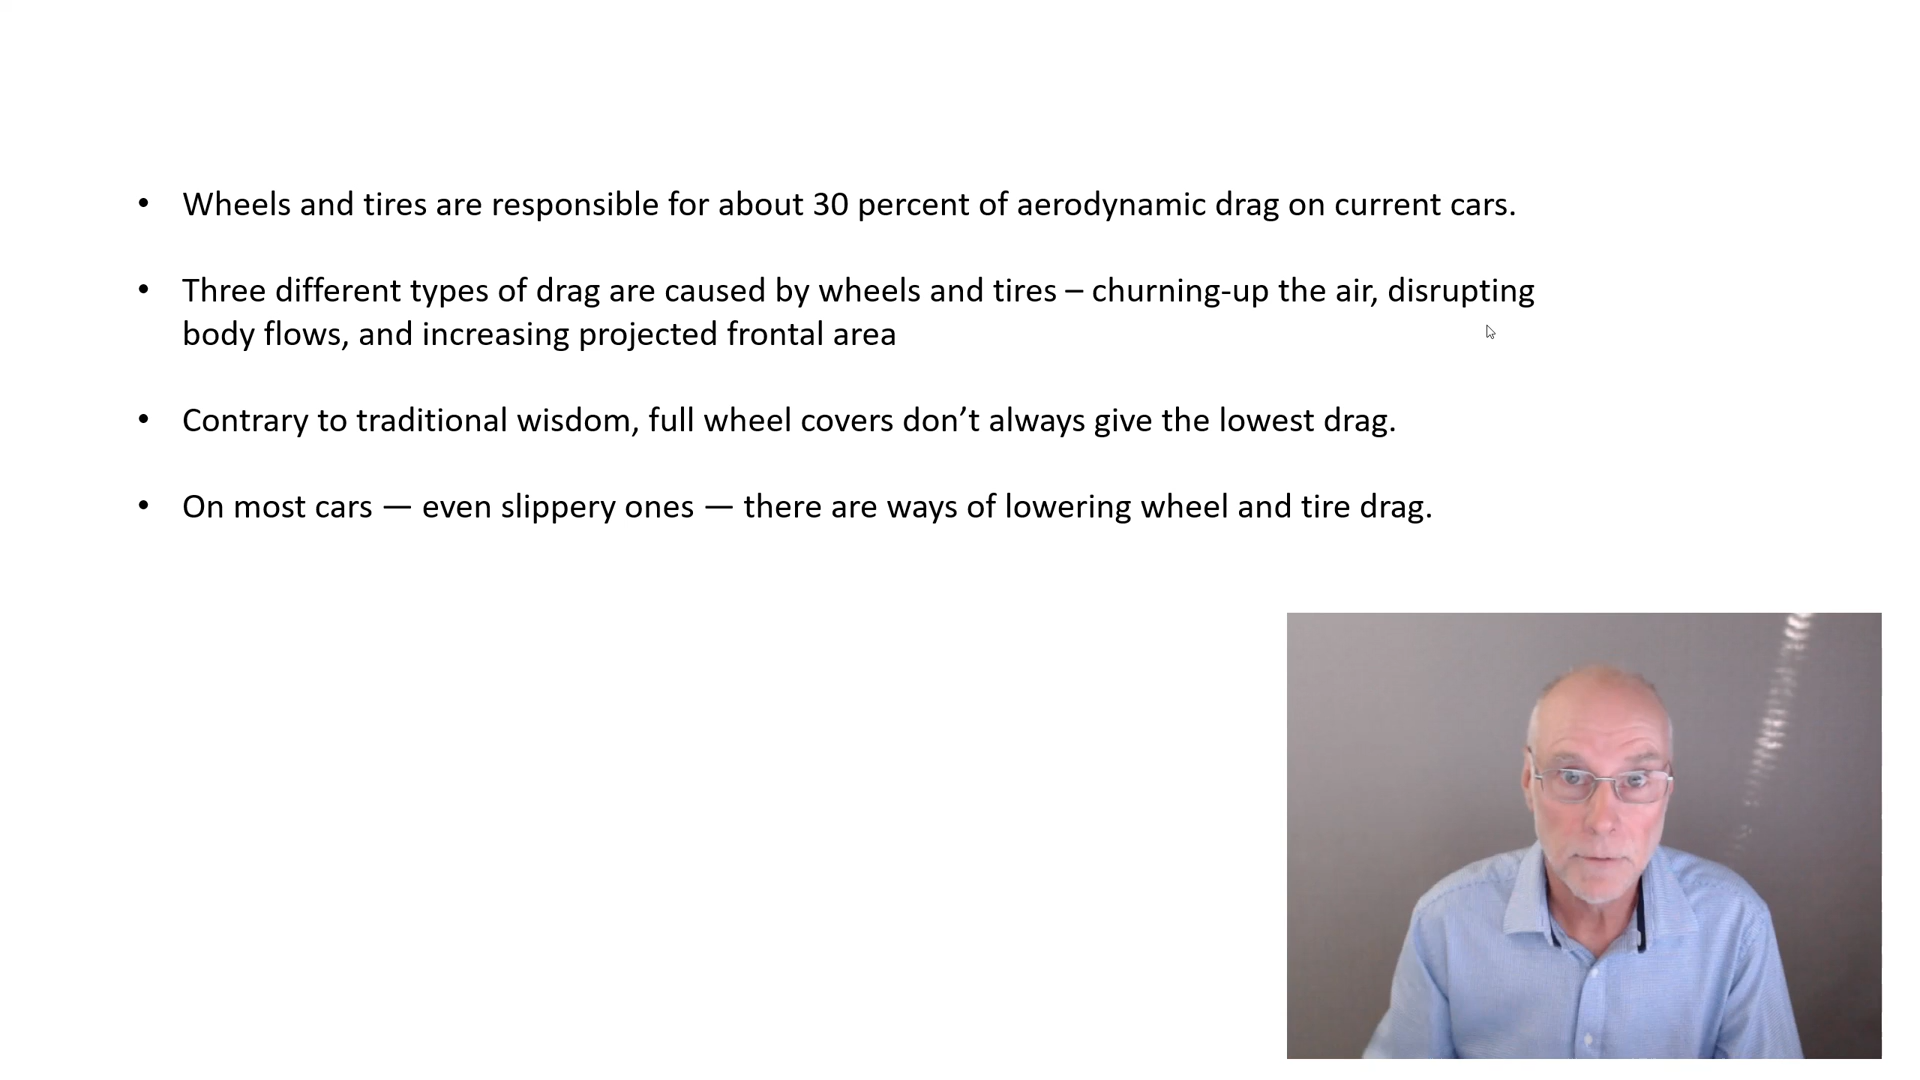 • Wheels and tires are responsible for about 30 percent of aerodynamic drag on current cars.
• Three different types of drag are caused by wheels and tires – churning-up the air, disrupting
body flows, and increasing projected frontal area
• Contrary to traditional wisdom, full wheel covers don’t always give the lowest drag.
• On most cars — even slippery ones — there are ways of lowering wheel and tire drag.